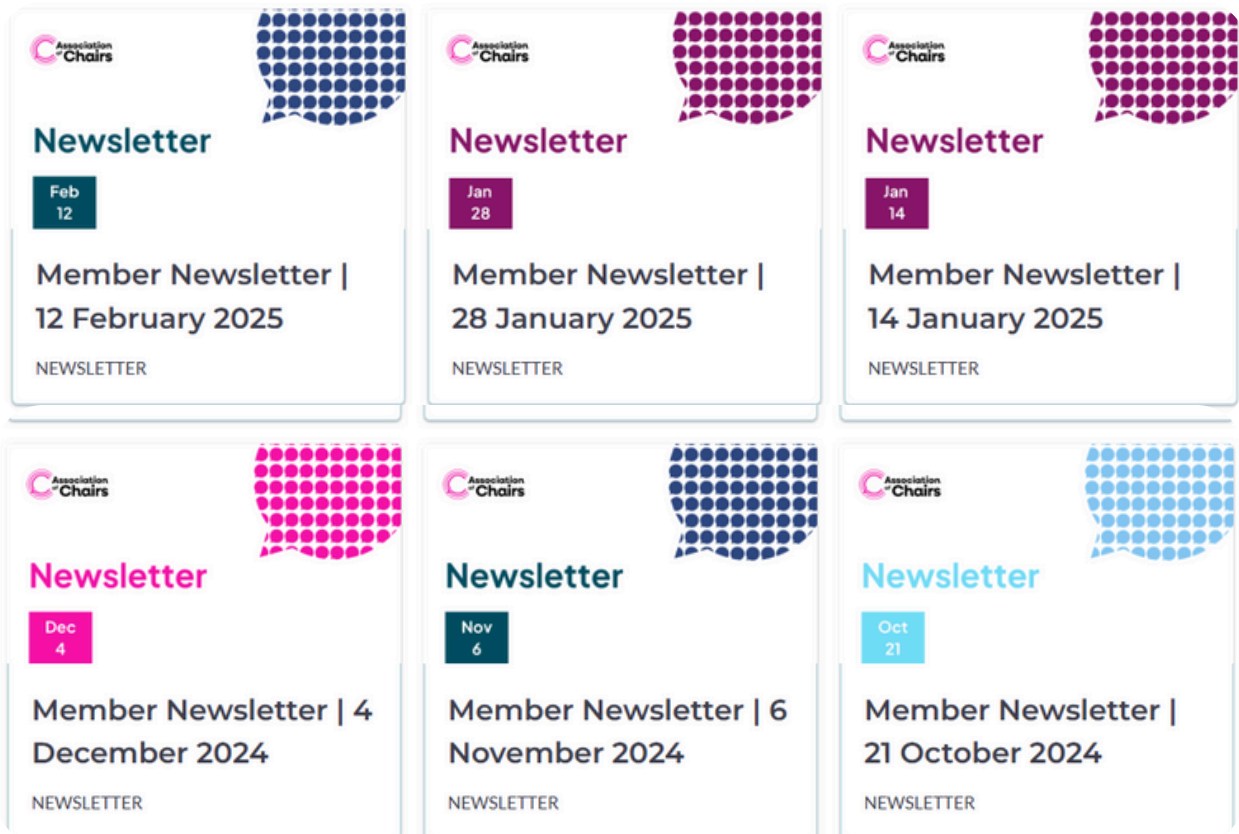 Association
of Chairs
Newsletter
Feb
12
Member Newsletter |
12 February 2025
NEWSLETTER
Association
of Chairs
Newsletter
Jan
28
Member Newsletter |
28 January 2025
NEWSLETTER
Association
of Chairs
Newsletter
Jan
14
Member Newsletter |
14 January 2025
NEWSLETTER
Association
of Chairs
Newsletter
Dec
4
Member Newsletter | 4
December 2024
NEWSLETTER
Association
of Chairs
Newsletter
Nov
6
Member Newsletter | 6
November 2024
NEWSLETTER
Association
of Chairs
Newsletter
Oct
21
Member Newsletter |
21 October 2024
NEWSLETTER